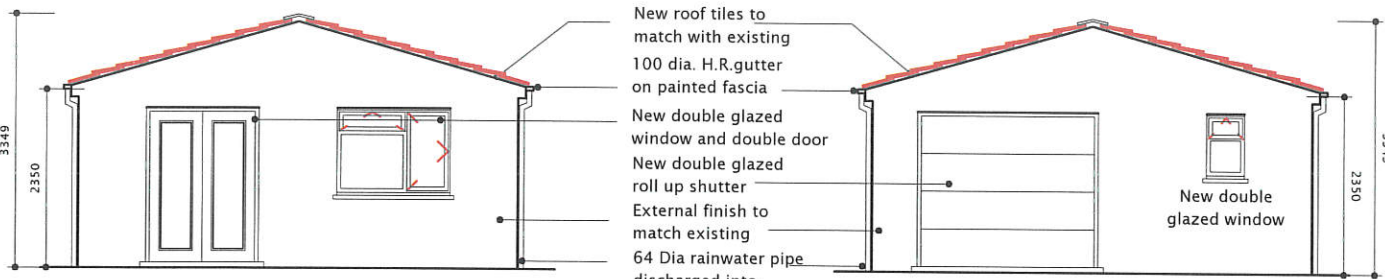 New roof tiles to
match with existing
100 dia. H.R.gutter
on painted fascia
New double glazed
window and double door
New double glazed
roll up shutter
External finish to
match existing
64 Dia rainwater pipe
discharged into
3349
2350
New double
glazed window
2350